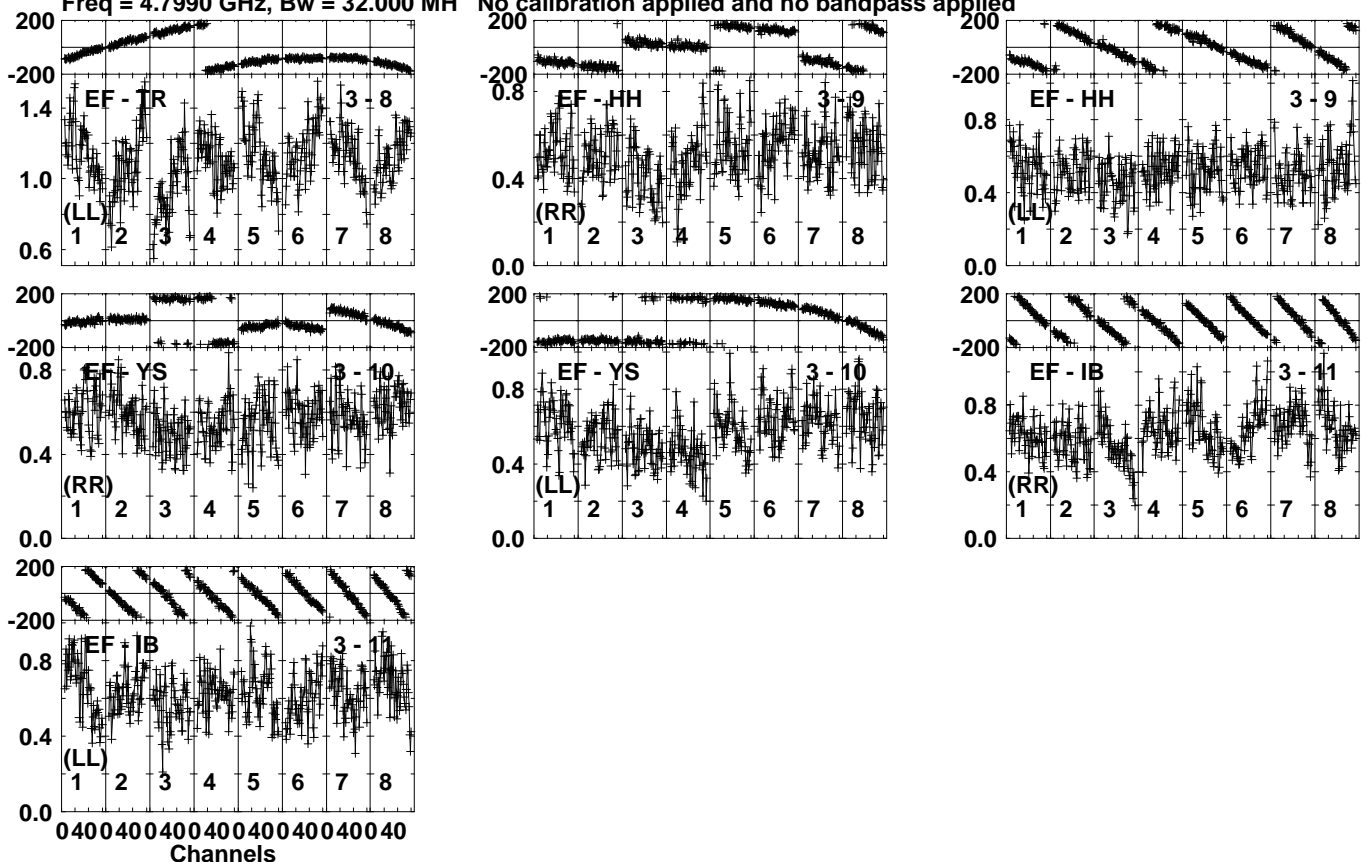 Freq = 4.7990 GHz, Bw = 32.000 MH No calibration applied and no bandpass applied
200
-200
EF - TR 3 - 8
1.4
1.0
(LL)
1 2 3 4 5 6 7 8
0.6
200
-200
0.8
EF - HH 3 - 9
0.4
(RR)
1 2 3 4 5 6 7 8
0.0
200
-200
EF - HH 3 - 9
0.8
0.4
(LL)
1 2 3 4 5 6 7 8
0.0
200
-200
EF - YS 3 - 10
0.8
0.4
(RR)
1 2 3 4 5 6 7 8
0.0
200
-200
EF - YS 3 - 10
0.8
0.4
(LL)
1 2 3 4 5 6 7 8
0.0
200
-200
EF - IB 3 - 11
0.8
0.4
(RR)
1 2 3 4 5 6 7 8
0.0
200
-200
EF - IB 3 - 11
0.8
0.4
(LL)
1 2 3 4 5 6 7 8
0.0
0 40 0 40 0 40 0 40 0 40 0 40 0 40 0 40
Channels